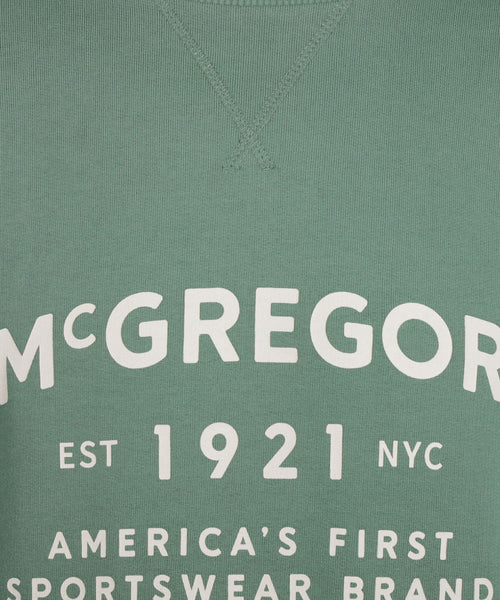 McGREGOR
EST 1921 NYC
AMERICA'S FIRST
SPORTSWEAR BRAND